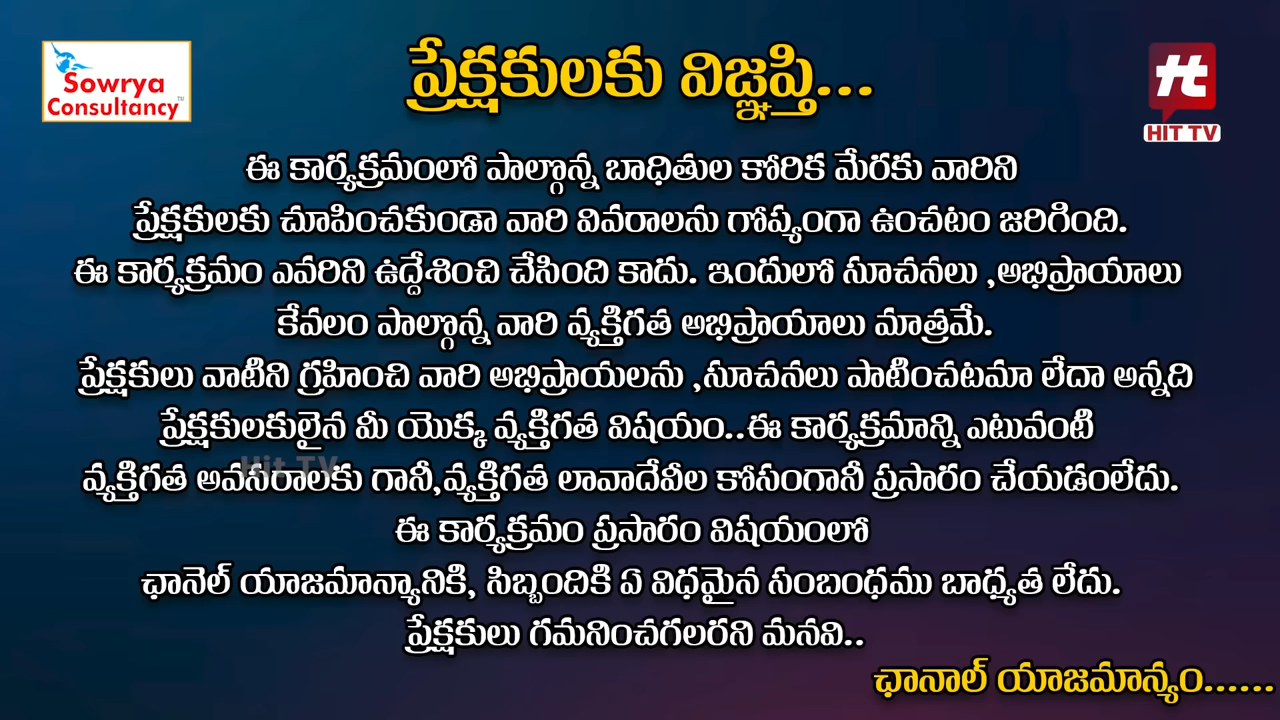 Sowrya
Consultancy
TM
ప్రేక్షకులకు విజ్ఞప్తి...
HIT TV
ఈ కార్యక్రమంలో పాల్గొన్న బాధితుల కోరిక మేరకు వారిని
ప్రేక్షకులకు చూపించకుండా వారి వివరాలను గోప్యంగా ఉంచటం జరిగింది.
ఈ కార్యక్రమం ఎవరిని ఉద్దేశించి చేసింది కాదు. ఇందులో సూచనలు ,అభిప్రాయాలు
కేవలం పాల్గొన్న వారి వ్యక్తిగత అభిప్రాయాలు మాత్రమే.
ప్రేక్షకులు వాటిని గ్రహించి వారి అభిప్రాయలను ,సూచనలు పాటించటమా లేదా అన్నది
ప్రేక్షకులకులైన మీ యొక్క వ్యక్తిగత విషయం..ఈ కార్యక్రమాన్ని ఎటువంటి
Hit TV
వ్యక్తిగత అవసరాలకు గానీ,వ్యక్తిగత లావాదేవీల కోసంగానీ ప్రసారం చేయడంలేదు.
ఈ కార్యక్రమం ప్రసారం విషయంలో
ఛానెల్ యాజమాన్యానికి, సిబ్బందికి ఏ విధమైన సంబంధము బాధ్యత లేదు.
ప్రేక్షకులు గమనించగలరని మనవి..
ఛానాల్ యాజమాన్యం......